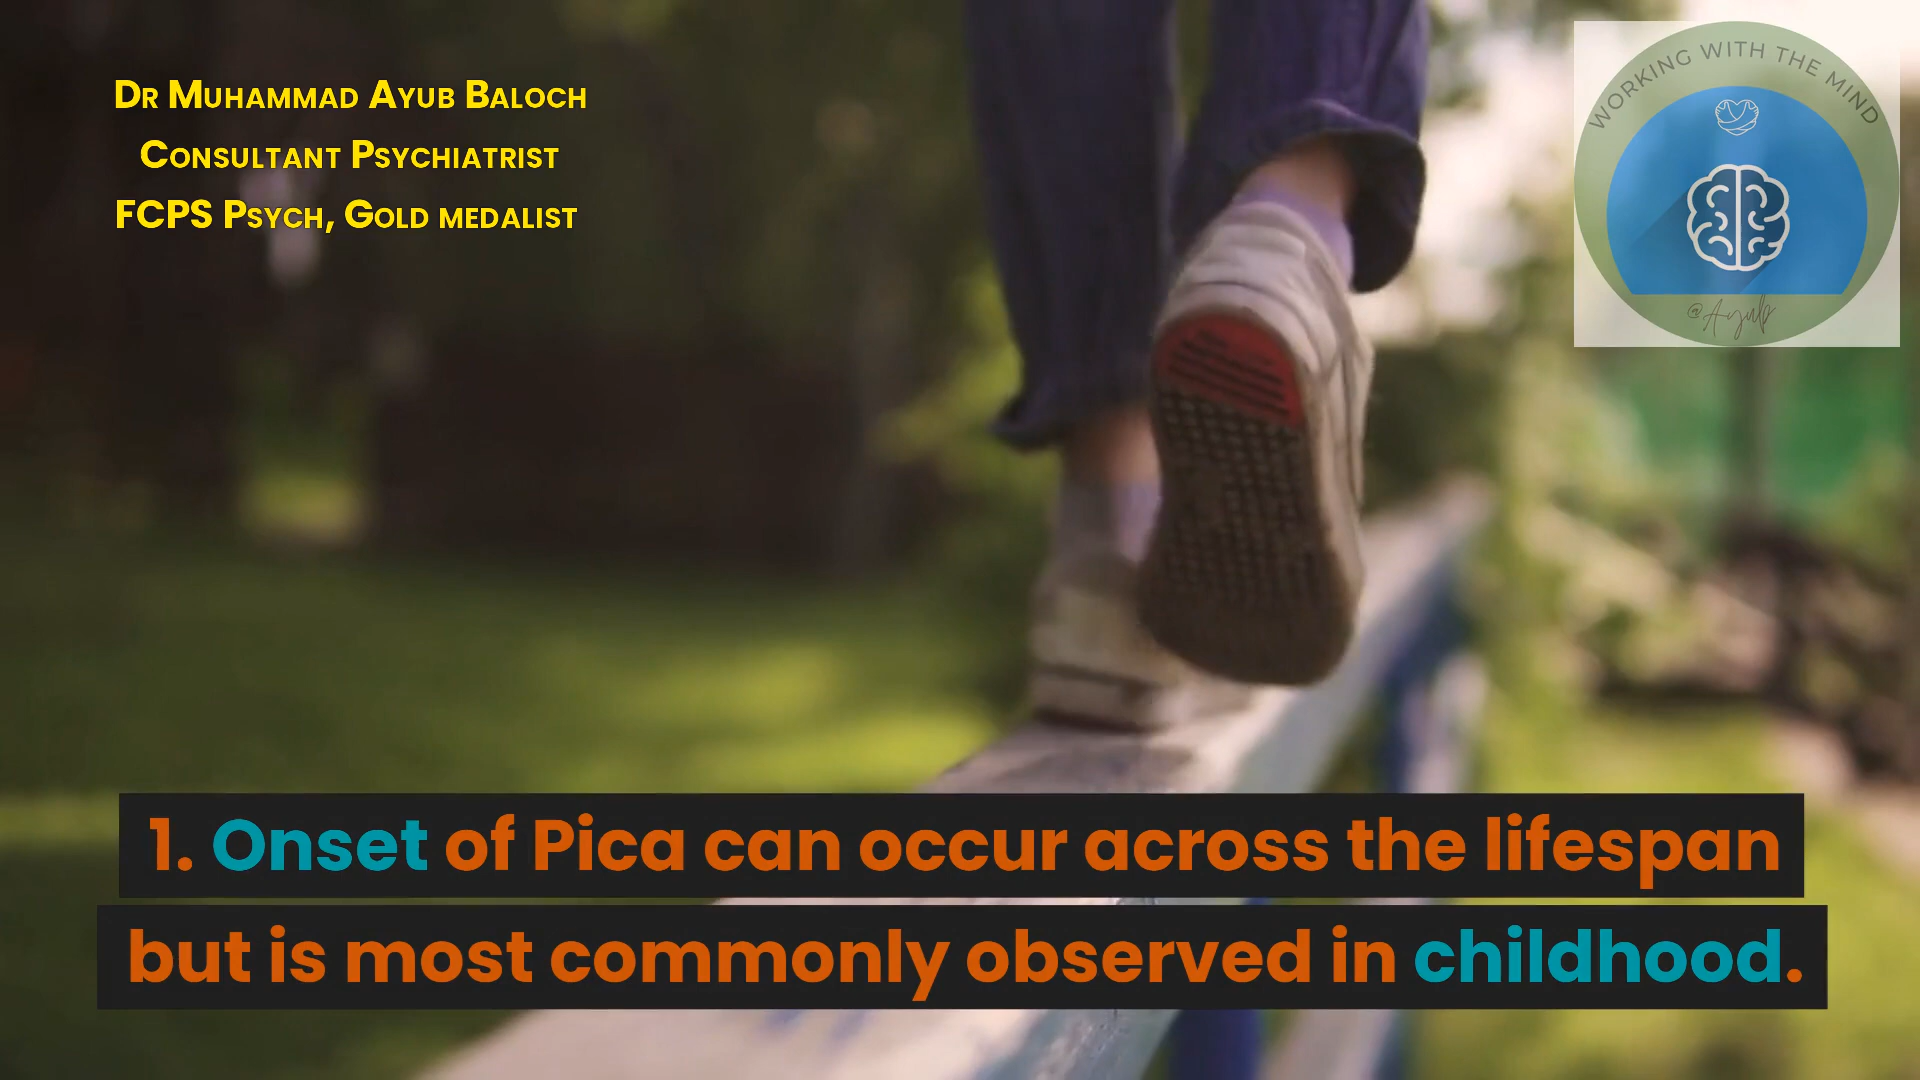 Dr Muhammad Ayub Baloch
Consultant Psychiatrist
FCPS Psych, Gold medalist
WORKING WITH THE MIND
@Ayub
1. Onset of Pica can occur across the lifespan
but is most commonly observed in childhood.